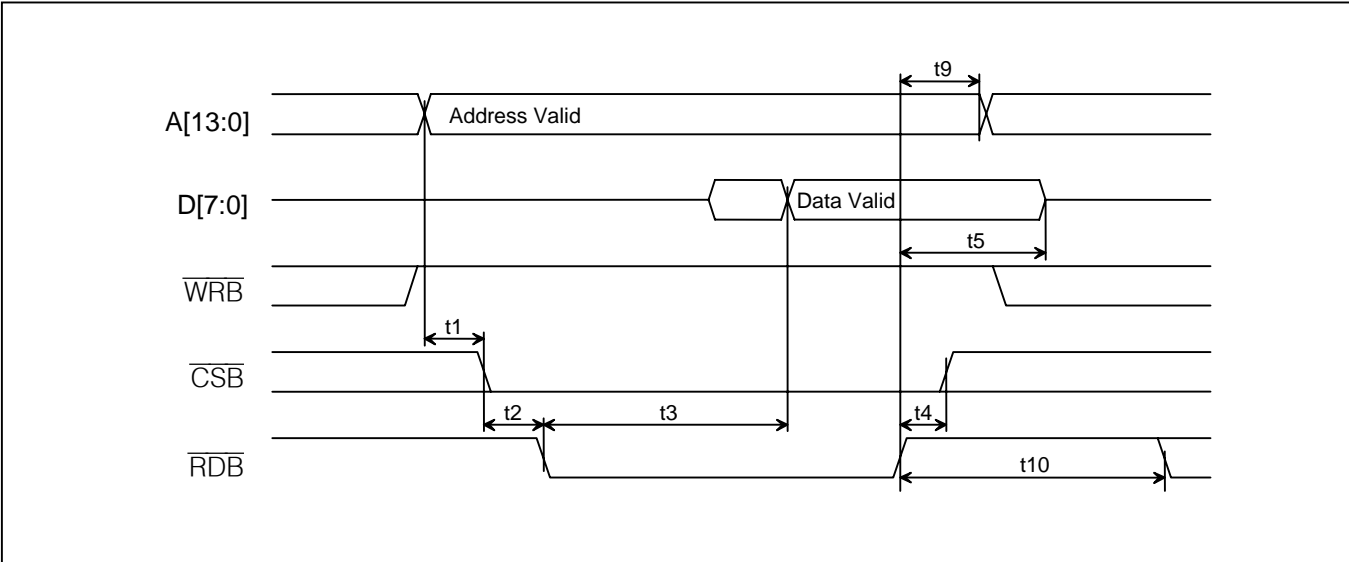 t9
A[13:0]
Address Valid
D[7:0]
Data Valid
t5
WRB
t1
CSB
t2
t3
t4
RDB
t10